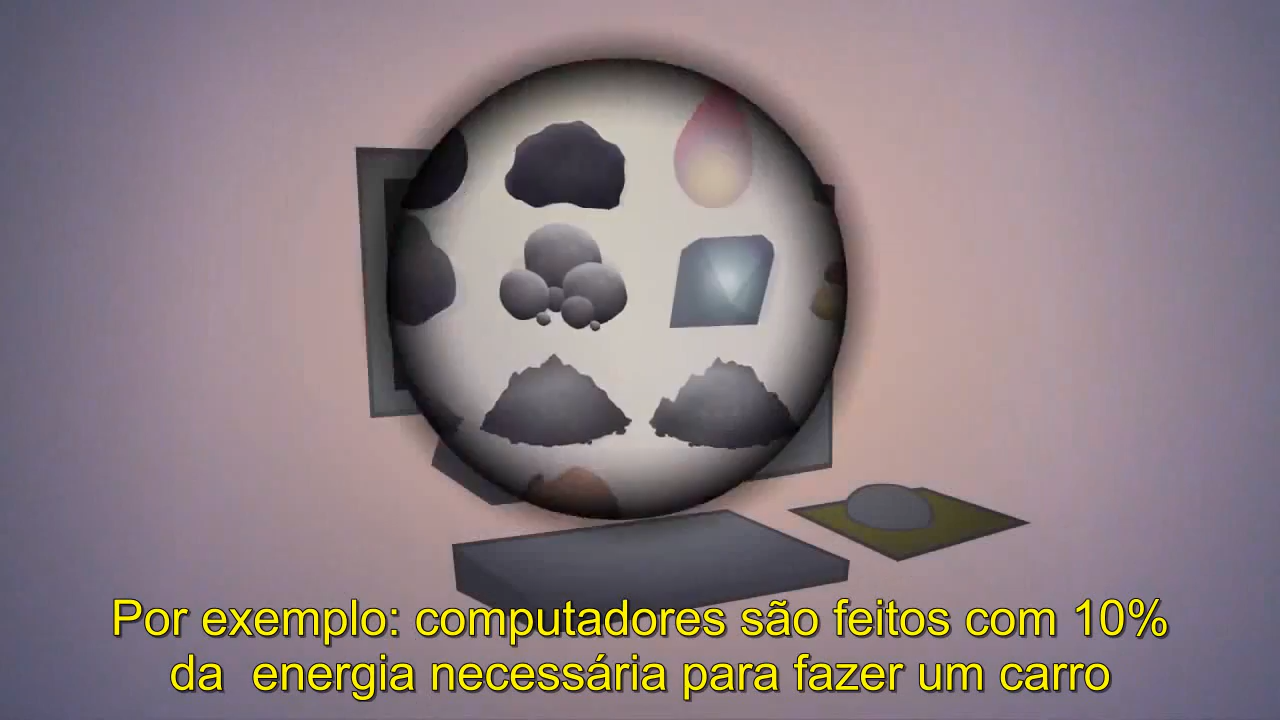 Por exemplo: computadores são feitos com 10%
da  energia necessária para fazer um carro